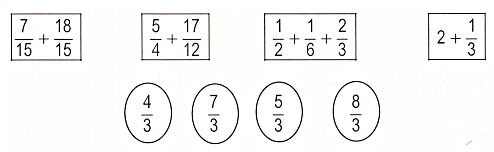 7/15 + 18/15   5/4 + 17/12   1/2 + 1/6 + 2/3   2 + 1/3
4/3   7/3   5/3   8/3